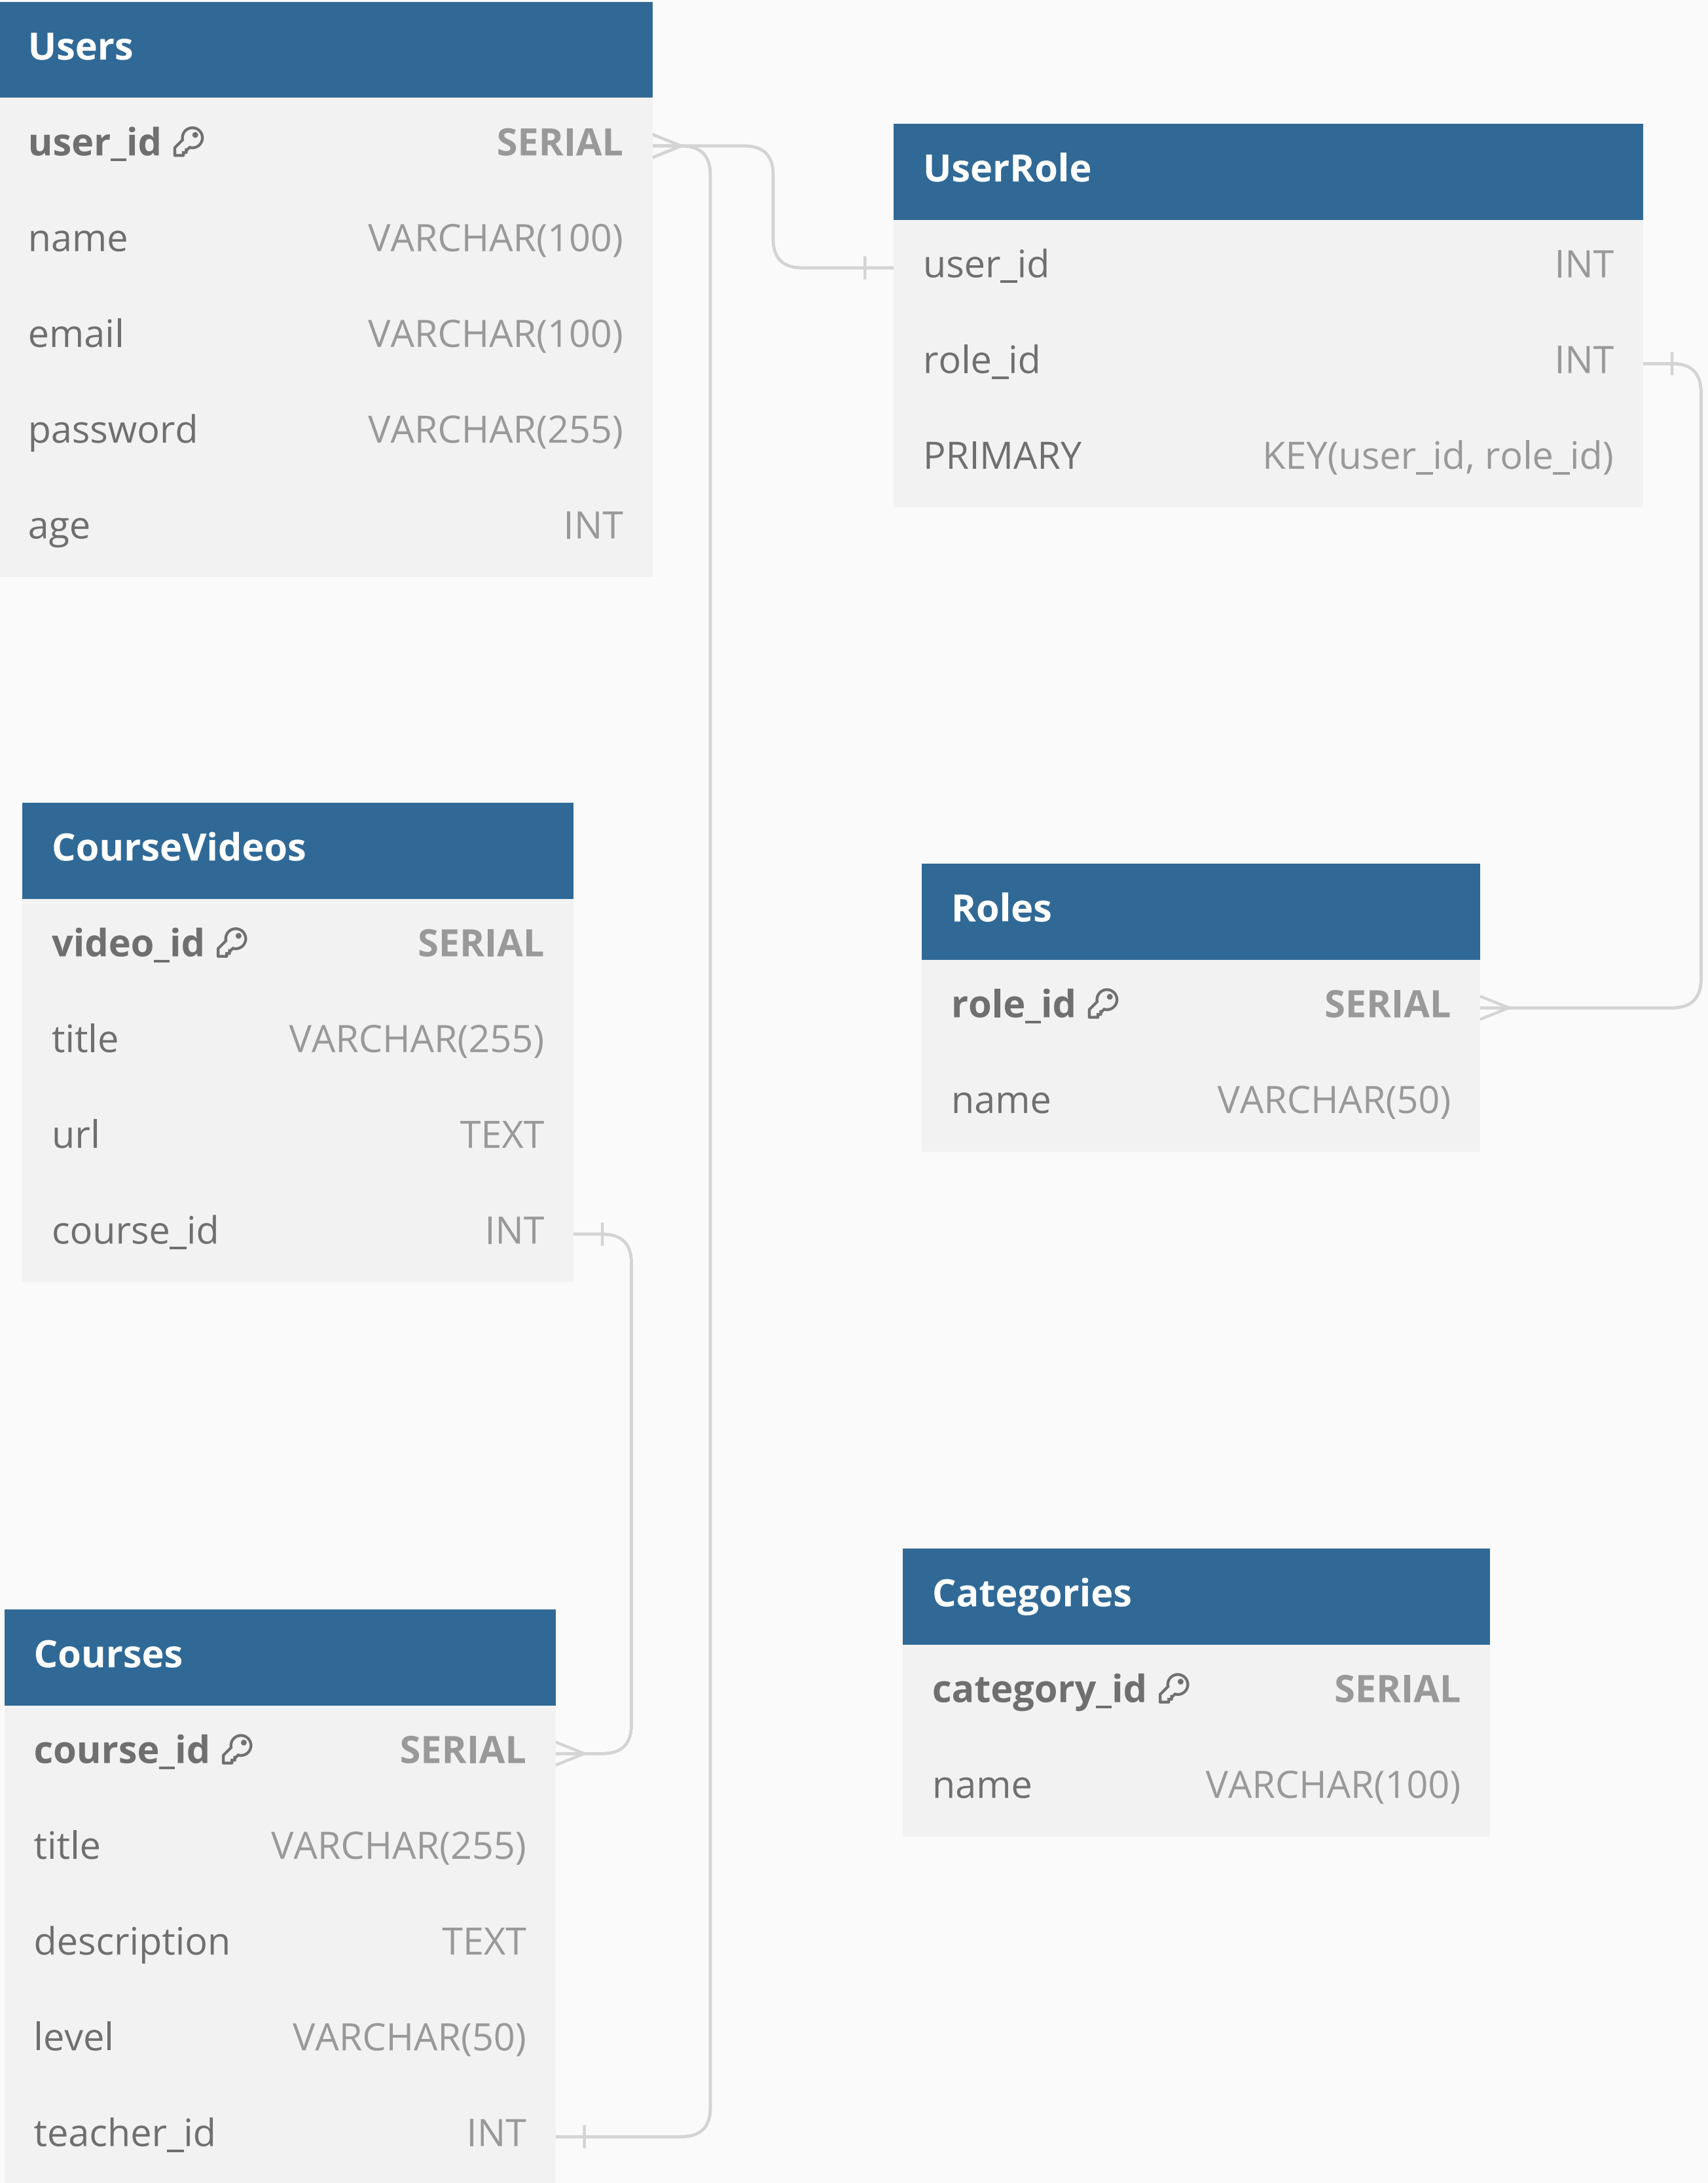 Users
user_id SERIAL
name VARCHAR(100)
email VARCHAR(100)
password VARCHAR(255)
age INT
UserRole
user_id INT
role_id INT
PRIMARY KEY(user_id, role_id)
CourseVideos
video_id SERIAL
title VARCHAR(255)
url TEXT
course_id INT
Roles
role_id SERIAL
name VARCHAR(50)
Courses
course_id SERIAL
title VARCHAR(255)
description TEXT
level VARCHAR(50)
teacher_id INT
Categories
category_id SERIAL
name VARCHAR(100)